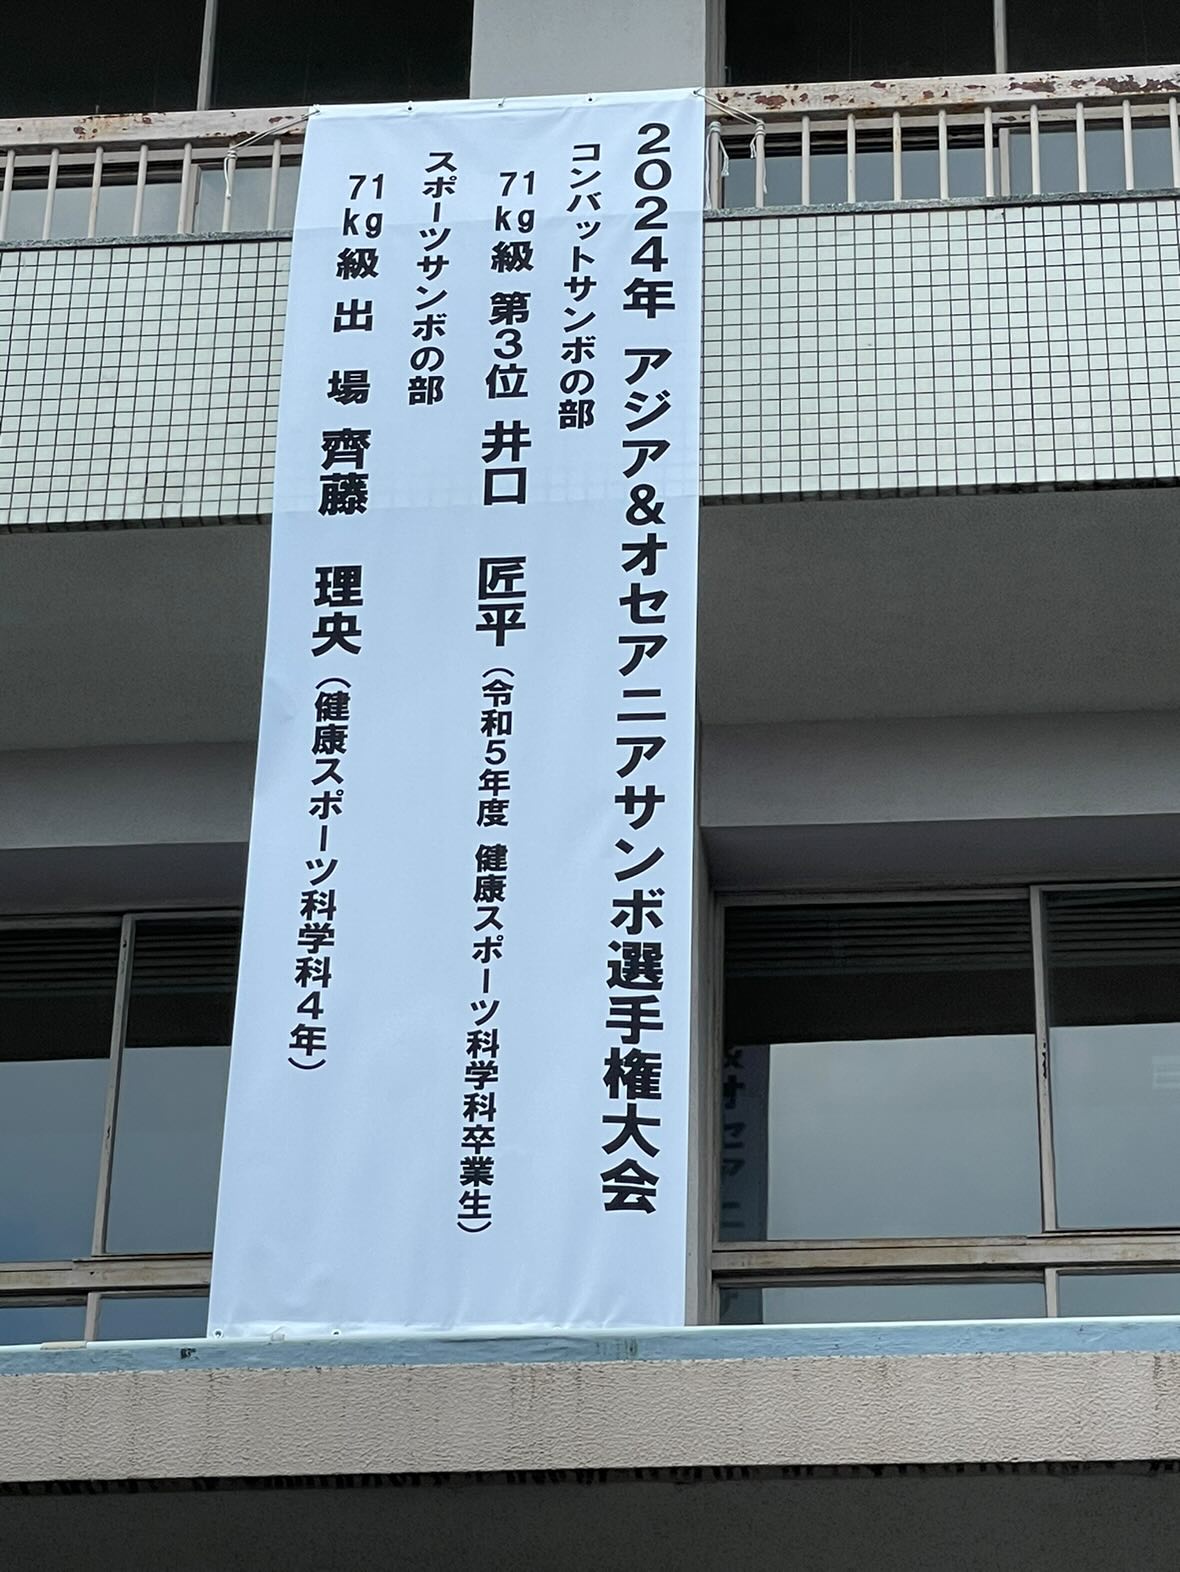 2024年 アジア&オセアニアサンボ選手権大会
コンバットサンボの部
71kg級 第3位 井口 匠平(令和5年度 健康スポーツ科学科卒業生)
スポーツサンボの部
71kg級 出場 齊藤 理央(健康スポーツ科学科4年)